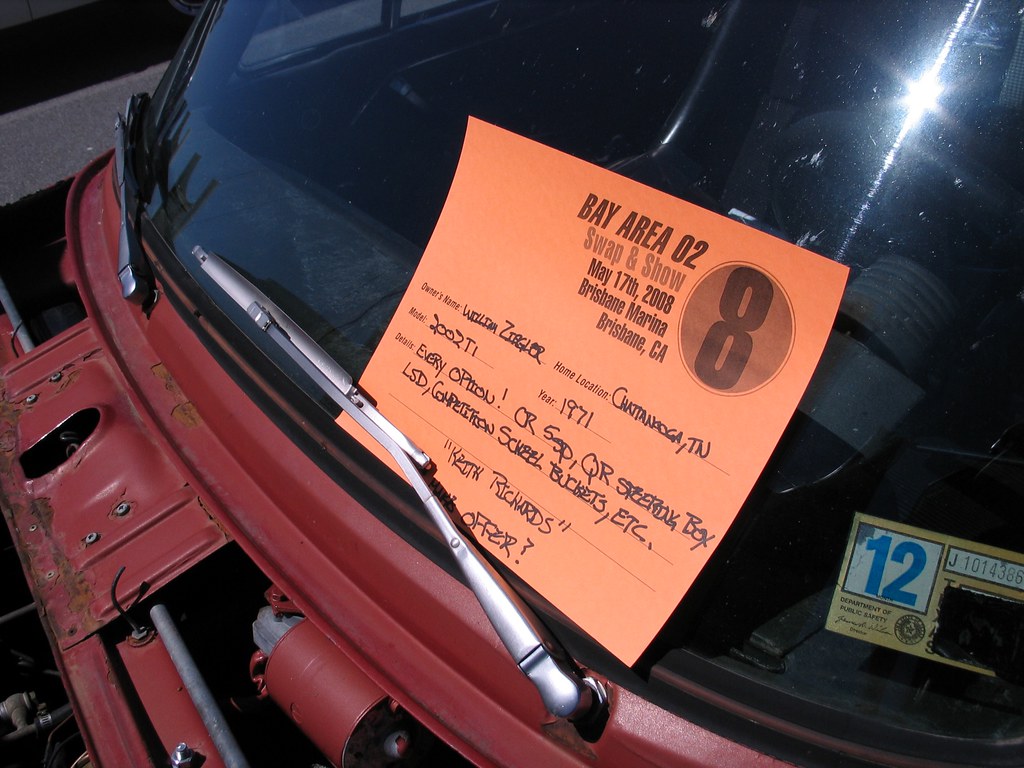 BAY AREA 02
Swap & Show
May 17th, 2008
Brisbane Marina
Brisbane, CA
8
Owner's Name: WILLIAM ZIEGLER Home Location: CHATTANOOGA, TN
Model: 2002TI Year: 1971
Details: EVERY OPTION! CR 5SPD, QR STEERING BOX
LSD, COMPETITION SCHEEL BUCKETS, ETC.
"KEITH RICHARDS"
OFFER?
12
J 1014386
DEPARTMENT OF
PUBLIC SAFETY